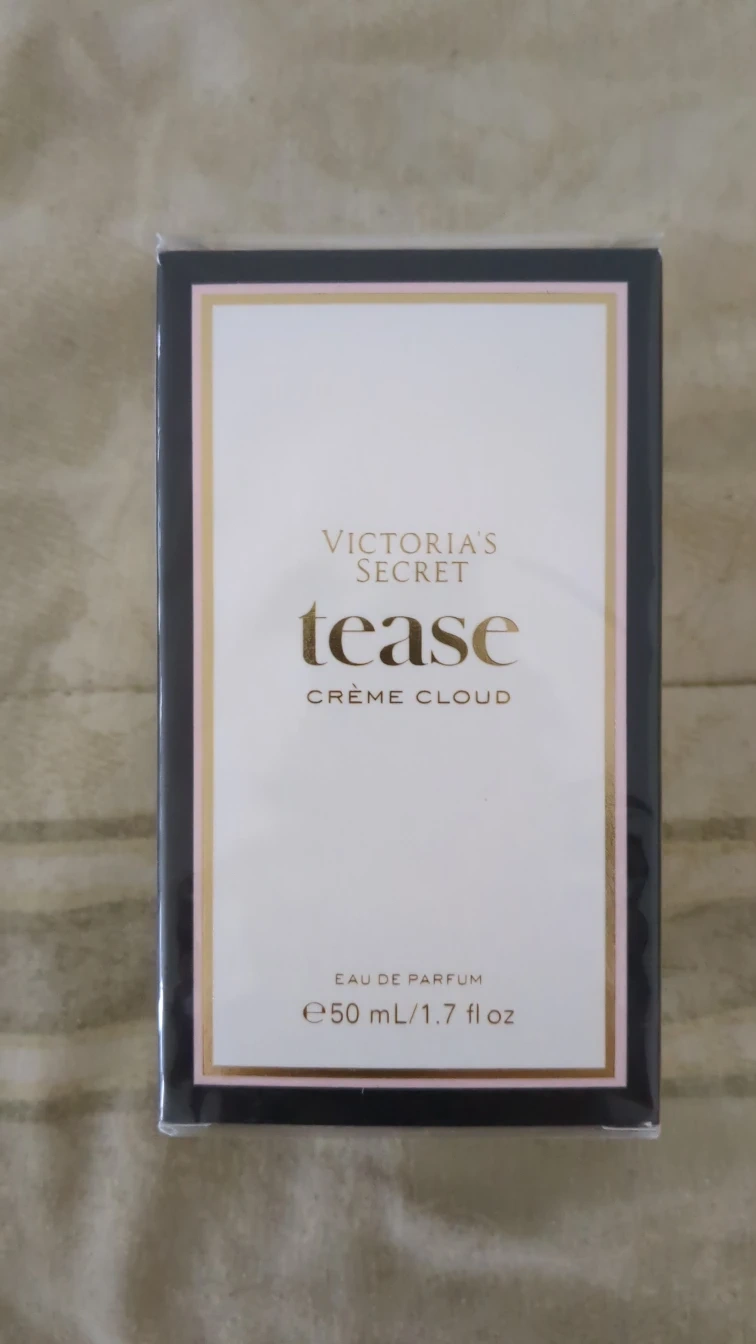 VICTORIA'S
SECRET
tease
CRÈME CLOUD
EAU DE PARFUM
℮50 mL/1.7 fl oz